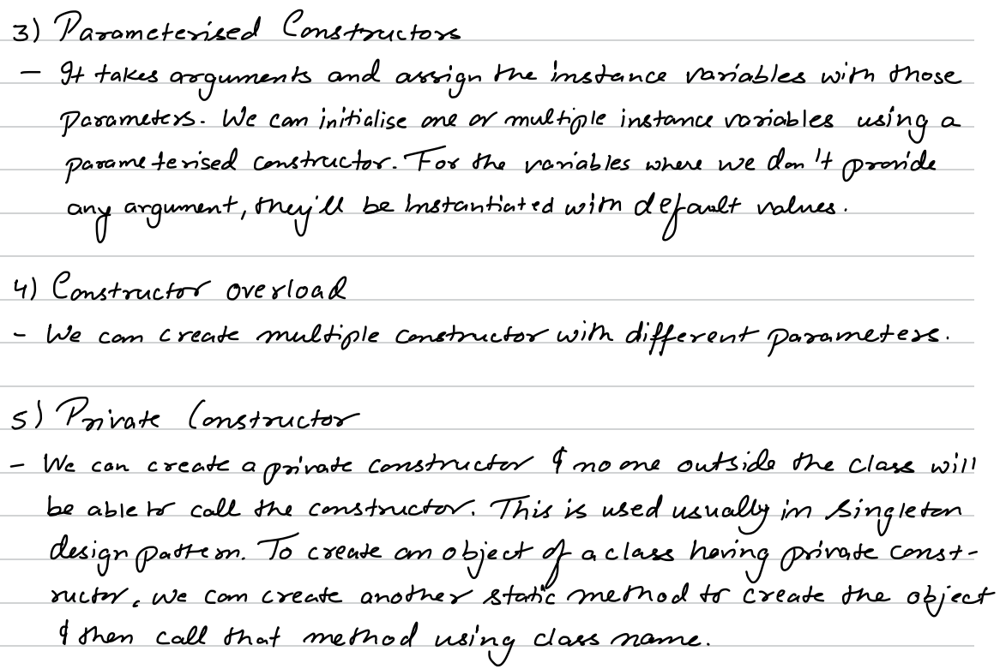 3) Parameterised Constructors
- It takes arguments and assign the instance variables with those
parameters. We can initialise one or multiple instance variables using a
parameterised constructor. For the variables where we don't provide
any argument, they'll be instantiated with default values.
4) Constructor overload
- We can create multiple constructor with different parameters.
5) Private Constructor
- We can create a private constructor & no one outside the class will
be able to call the constructor. This is used usually in singleton
design pattern. To create an object of a class having private const-
ructor, we can create another static method to create the object
& then call that method using class name.